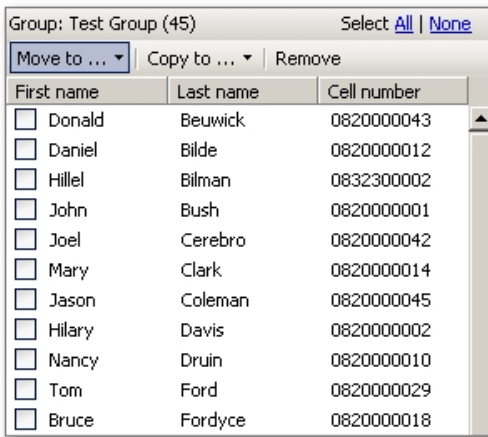 Group: Test Group (45) Select All | None
Move to ... Copy to ... Remove
First name Last name Cell number
Donald Beuwick 0820000043
Daniel Bilde 0820000012
Hillel Bilman 0832300002
John Bush 0820000001
Joel Cerebro 0820000042
Mary Clark 0820000014
Jason Coleman 0820000045
Hilary Davis 0820000002
Nancy Druin 0820000010
Tom Ford 0820000029
Bruce Fordyce 0820000018